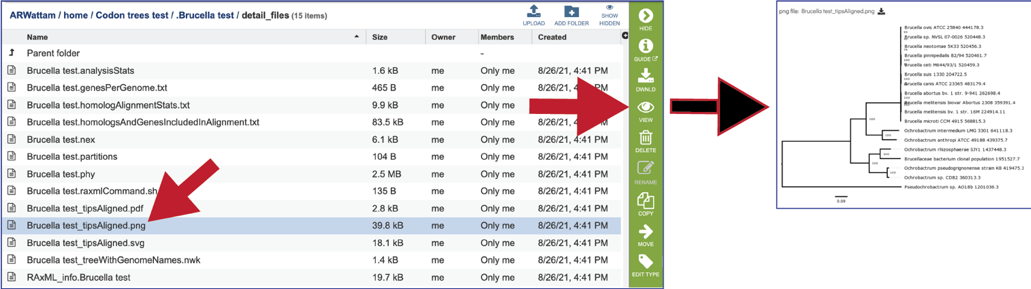 ARWattam / home / Codon trees test / .Brucella test / detail_files (15 items)
UPLOAD ADD FOLDER SHOW HIDDEN
Name Size Owner Members Created
Parent folder -
Brucella test.analysisStats 1.6 kB me Only me 8/26/21, 4:41 PM
Brucella test.genesPerGenome.txt 465 B me Only me 8/26/21, 4:41 PM
Brucella test.homologAlignmentStats.txt 9.9 kB me Only me 8/26/21, 4:41 PM
Brucella test.homologsAndGenesIncludedInAlignment.txt 83.5 kB me Only me 8/26/21, 4:41 PM
Brucella test.nex 6.1 kB me Only me 8/26/21, 4:41 PM
Brucella test.partitions 104 B me Only me 8/26/21, 4:41 PM
Brucella test.phy 2.5 MB me Only me 8/26/21, 4:41 PM
Brucella test.raxmlCommand.sh 135 B me Only me 8/26/21, 4:41 PM
Brucella test_tipsAligned.pdf 2.8 kB me Only me 8/26/21, 4:41 PM
Brucella test_tipsAligned.png 39.8 kB me Only me 8/26/21, 4:41 PM
Brucella test_tipsAligned.svg 18.1 kB me Only me 8/26/21, 4:41 PM
Brucella test_treeWithGenomeNames.nwk 1.4 kB me Only me 8/26/21, 4:41 PM
RAxML_info.Brucella test 19.7 kB me Only me 8/26/21, 4:41 PM
HIDE
GUIDE
DWNLD
VIEW
DELETE
RENAME
COPY
MOVE
EDIT TYPE
png file: Brucella test_tipsAligned.png
Brucella ovis ATCC 25840 444178.3
Brucella sp. NVSL 07-0026 520448.3
Brucella neotomae 5K33 520456.3
Brucella pinnipedialis B2/94 520461.7
Brucella ceti M644/93/1 520459.3
Brucella suis 1330 204722.5
Brucella canis ATCC 23365 483179.4
Brucella abortus bv. 1 str. 9-941 262698.4
Brucella melitensis biovar Abortus 2308 359391.4
Brucella melitensis bv. 1 str. 16M 224914.11
Brucella microti CCM 4915 568815.3
Ochrobactrum intermedium LMG 3301 641118.3
Ochrobactrum anthropi ATCC 49188 439375.7
Ochrobactrum rhizosphaerae 1437448.3
Brucellaceae bacterium clonal population 1951527.7
Ochrobactrum pseudogrignonense strain K8 419475.
Ochrobactrum sp. CDB2 360313.3
Pseudochrobactrum sp. AO18b 1201036.3
0.09